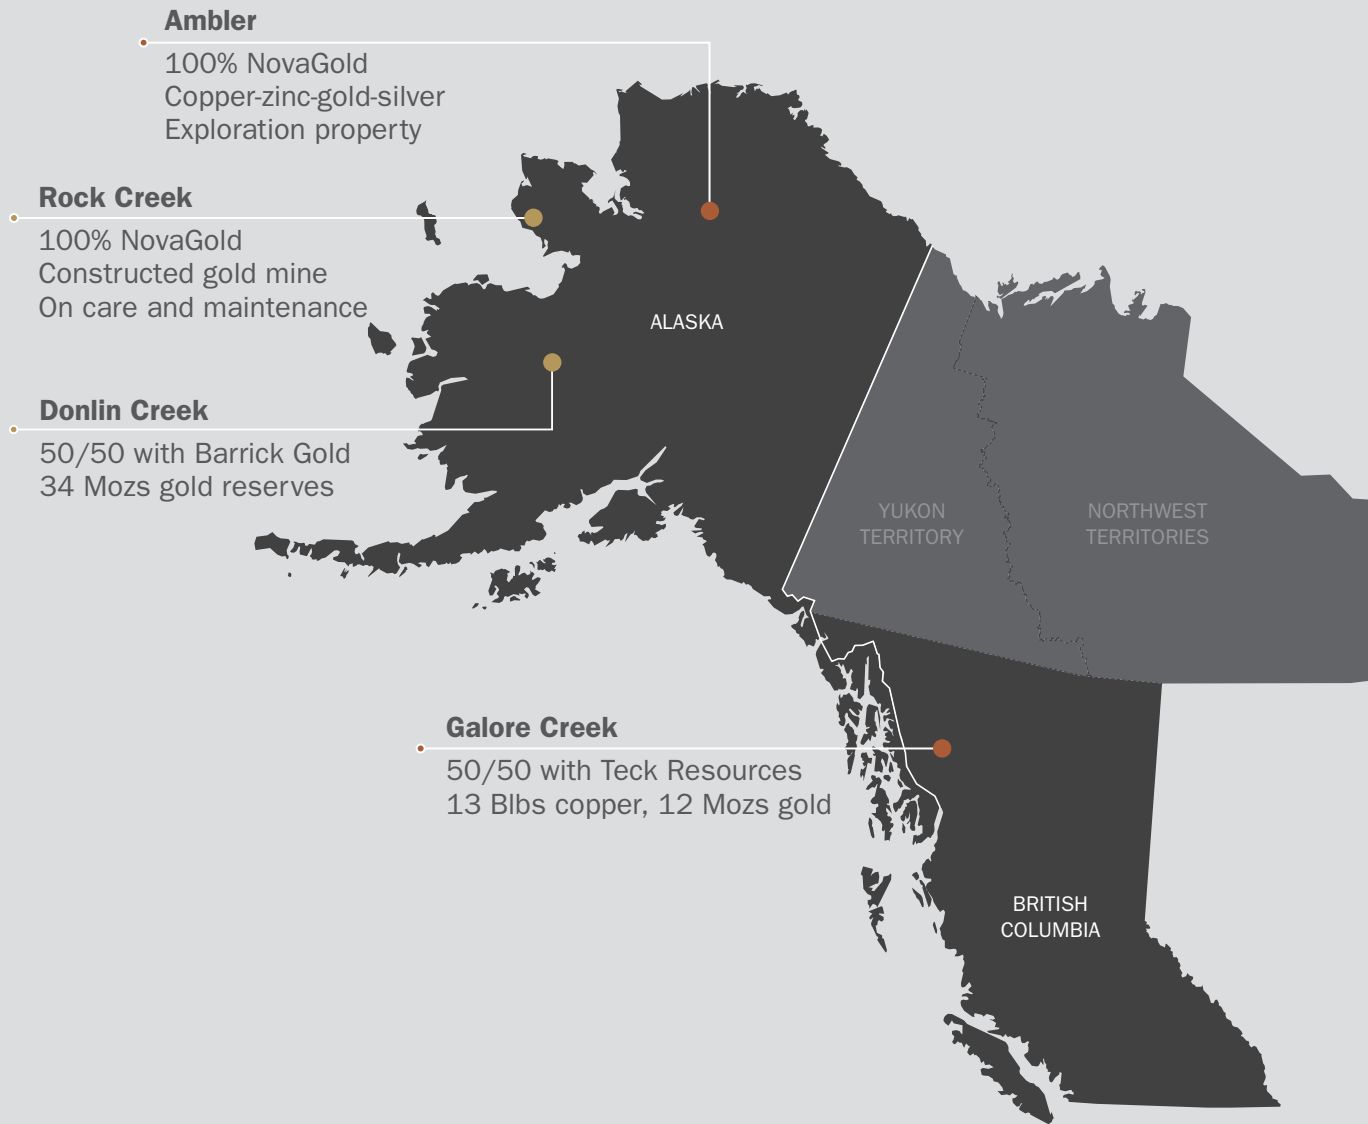 Ambler
100% NovaGold
Copper-zinc-gold-silver
Exploration property
Rock Creek
100% NovaGold
Constructed gold mine
On care and maintenance
ALASKA
Donlin Creek
50/50 with Barrick Gold
34 Mozs gold reserves
YUKON
TERRITORY
NORTHWEST
TERRITORIES
Galore Creek
50/50 with Teck Resources
13 Blbs copper, 12 Mozs gold
BRITISH
COLUMBIA